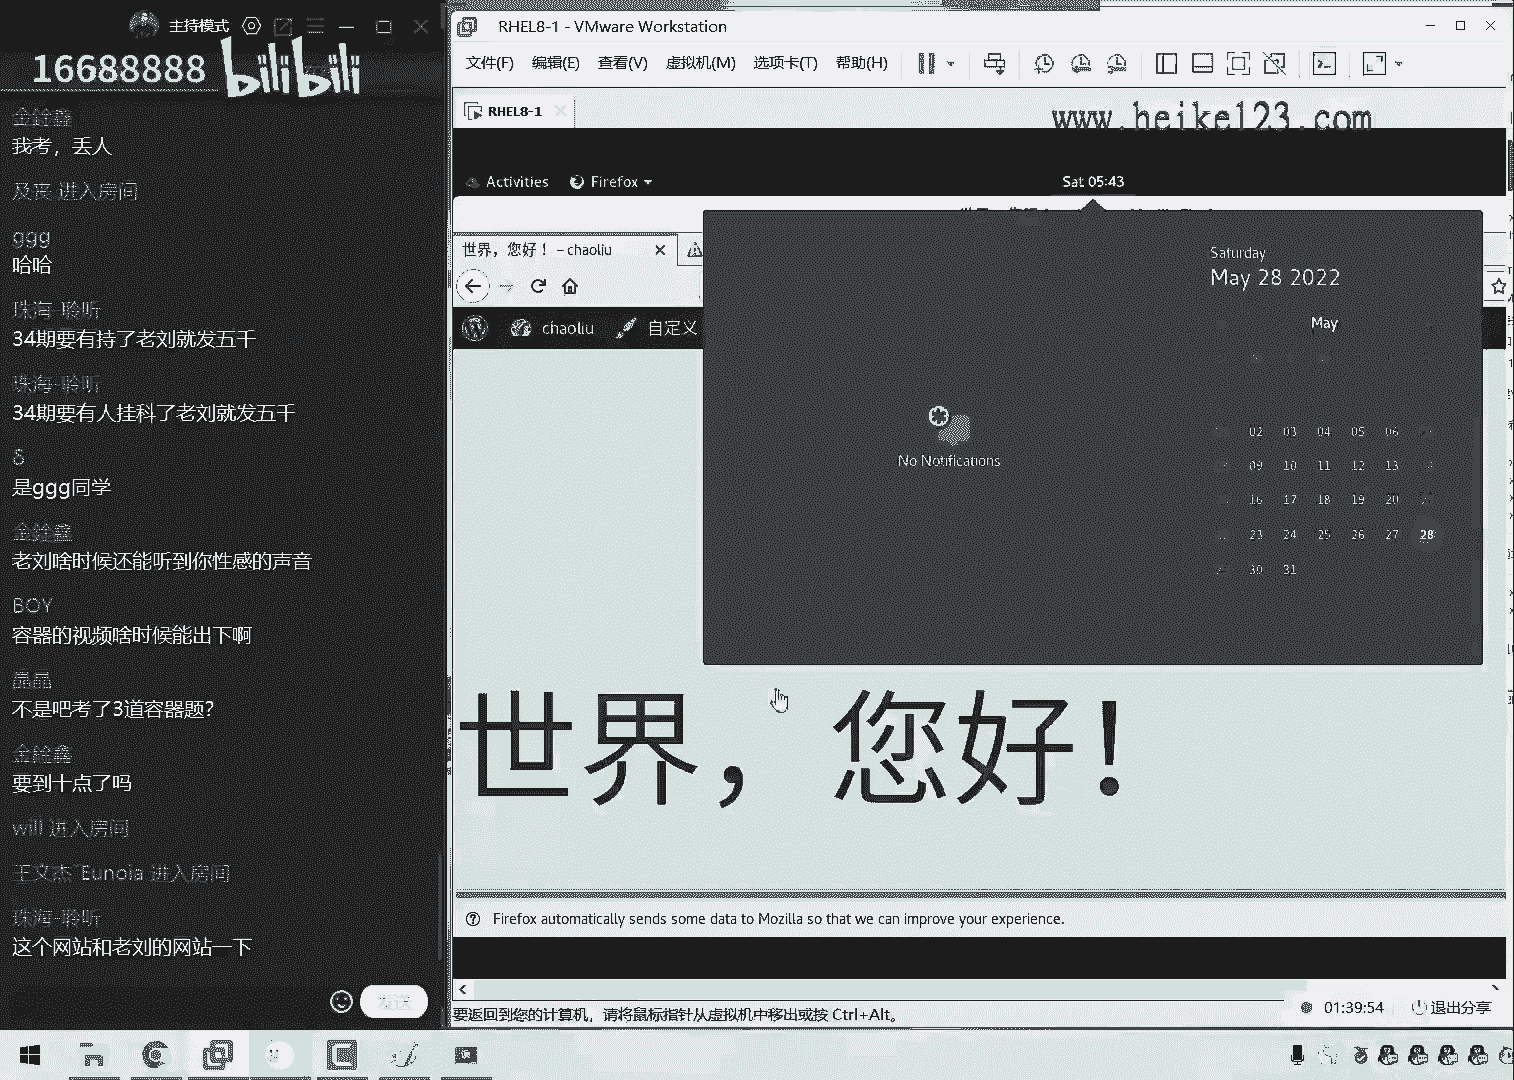 主持模式
16688888 bilibili
金銓鑫
我考，丢人
进入房间
ggg
哈哈
珠海-聆听
34期要有持了老刘就发五千
珠海-聆听
34期要有人挂科了老刘就发五千
是ggg同学
金銓鑫
老刘啥时候还能听到你性感的声音
BOY
容器的视频啥时候能出下啊
晶晶
不是吧考了3道容器题？
金銓鑫
要到十点了吗
will 进入房间
王文杰 Eunoia 进入房间
珠海-聆听
这个网站和老刘的网站一下
发送
RHEL8-1 - VMware Workstation
文件(F) 编辑(E) 查看(V) 虚拟机(M) 选项卡(T) 帮助(H)
RHEL8-1
www.heike123.com
Activities Firefox Sat 05:43
世界，您好！ – chaoliu
chaoliu 自定义
Saturday
May 28 2022
May
No Notifications
02 03 04 05 06
09 10 11 12 13
16 17 18 19 20
23 24 25 26 27 28
30 31
世界，您好！
Firefox automatically sends some data to Mozilla so that we can improve your experience.
要返回到您的计算机，请将鼠标指针从虚拟机中移出或按 Ctrl+Alt。
01:39:54 退出分享